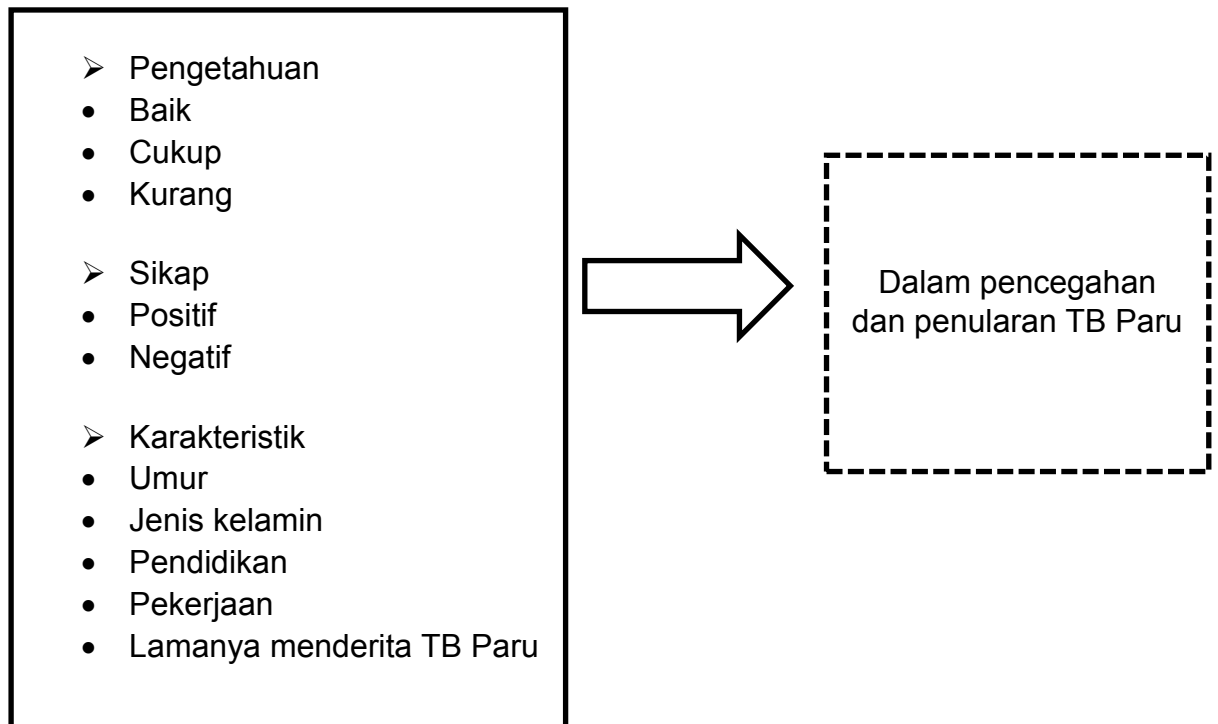 ➢ Pengetahuan
• Baik
• Cukup
• Kurang
➢ Sikap
• Positif
• Negatif
➢ Karakteristik
• Umur
• Jenis kelamin
• Pendidikan
• Pekerjaan
• Lamanya menderita TB Paru
Dalam pencegahan
dan penularan TB Paru